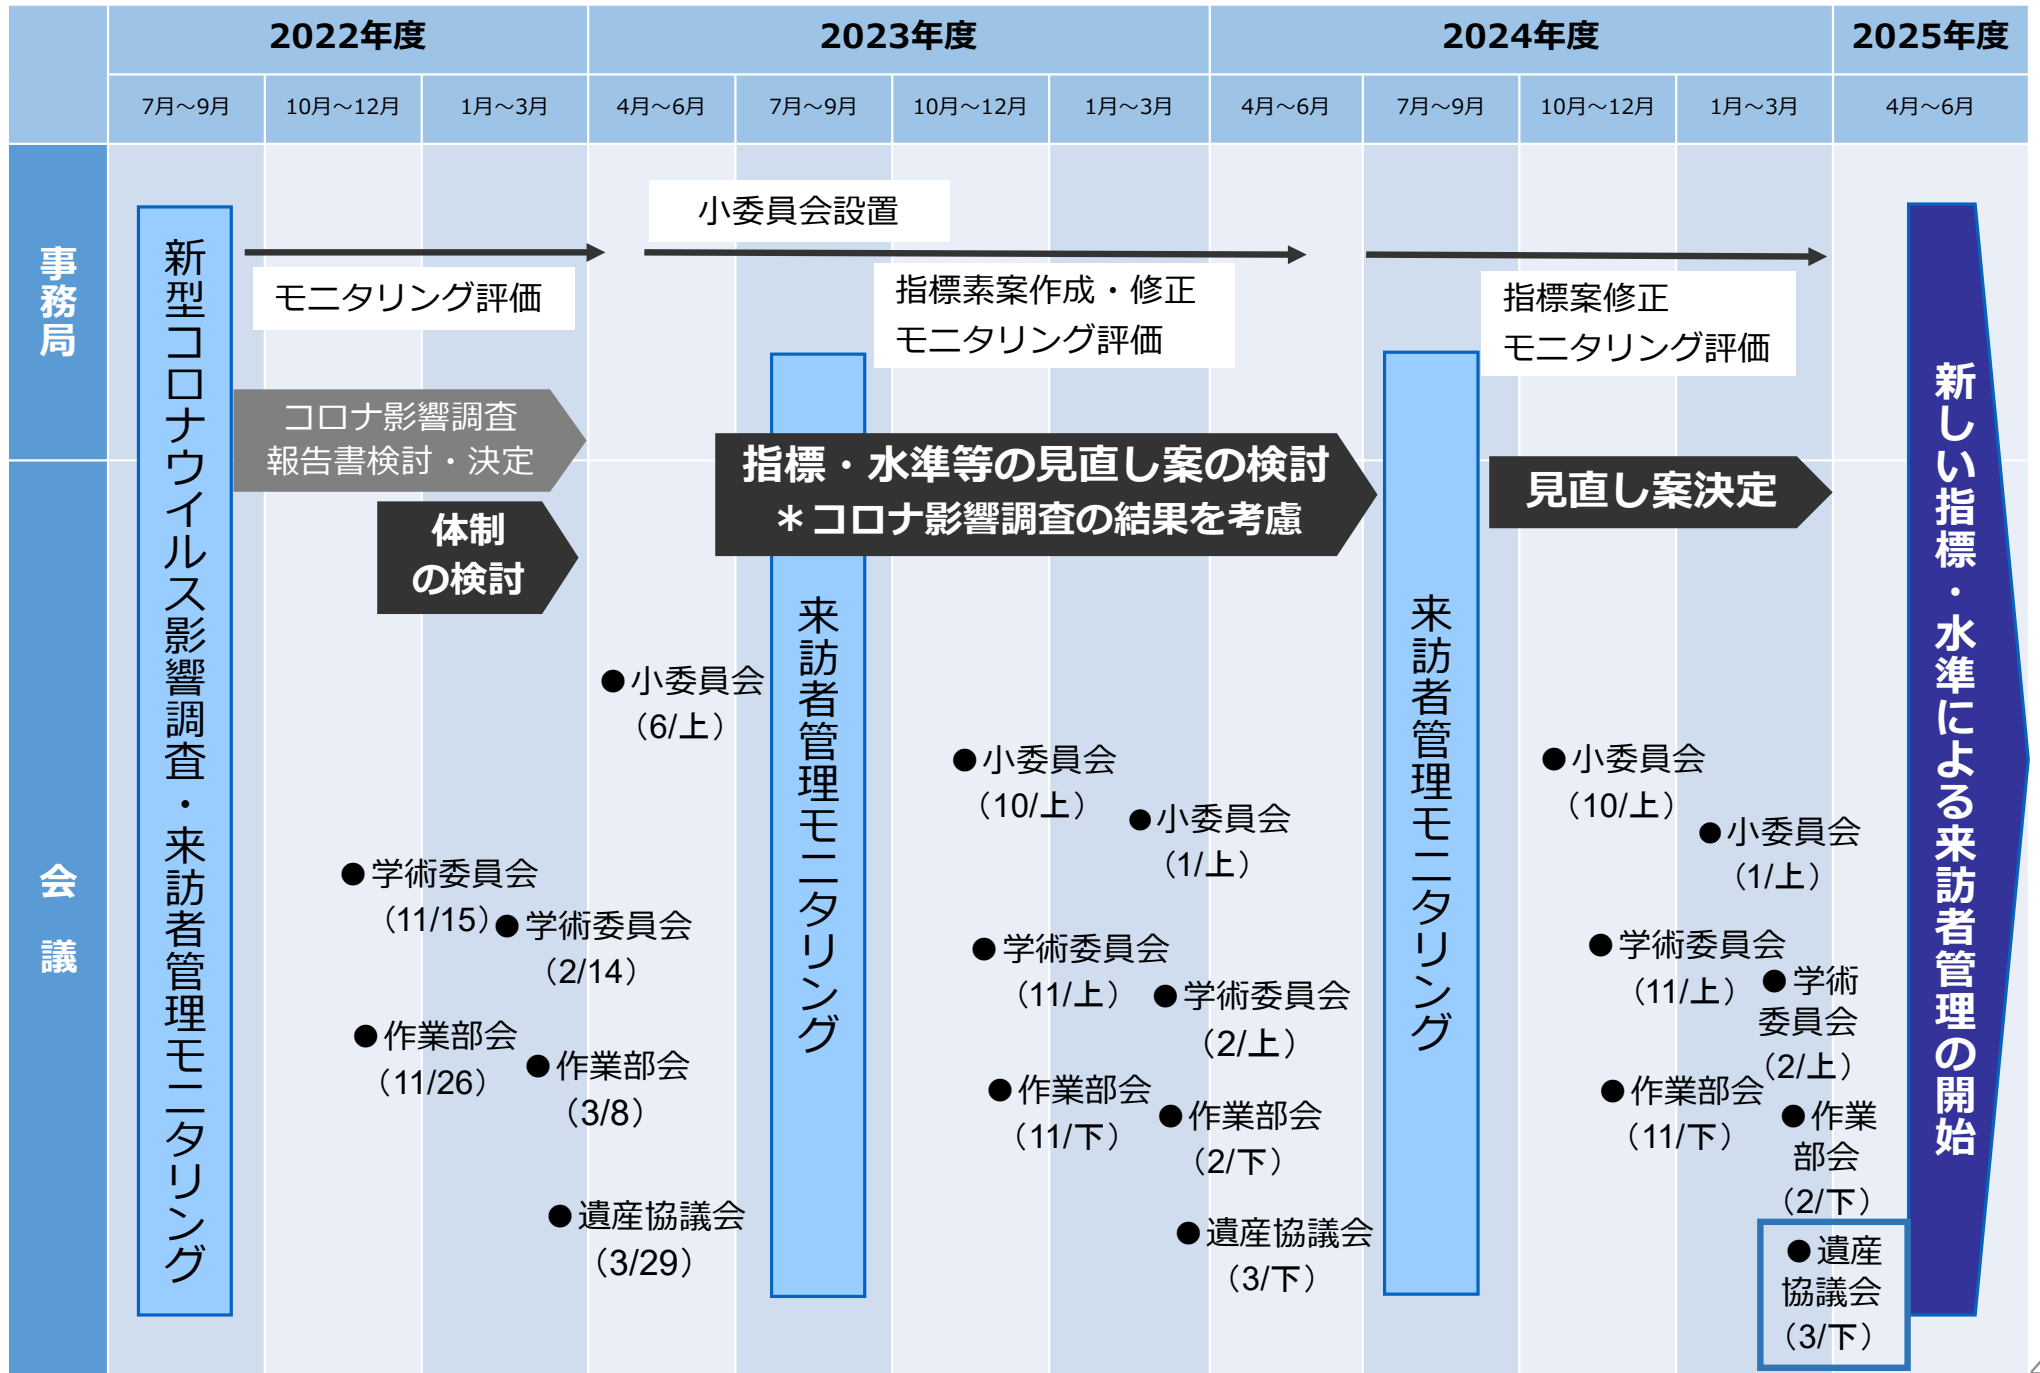 2022年度
2023年度
2024年度
2025年度
7月～9月
10月～12月
1月～3月
4月～6月
7月～9月
10月～12月
1月～3月
4月～6月
7月～9月
10月～12月
1月～3月
4月～6月
事務局
新型コロナウイルス影響調査・来訪者管理モニタリング
モニタリング評価
小委員会設置
指標素案作成・修正
モニタリング評価
指標案修正
モニタリング評価
コロナ影響調査
報告書検討・決定
体制
の検討
指標・水準等の見直し案の検討
＊コロナ影響調査の結果を考慮
見直し案決定
新しい指標・水準による来訪者管理の開始
会議
来訪者管理モニタリング
来訪者管理モニタリング
●小委員会
（6/上）
●小委員会
（10/上）
●小委員会
（1/上）
●小委員会
（10/上）
●小委員会
（1/上）
●学術委員会
（11/15）
●学術委員会
（2/14）
●学術委員会
（11/上）
●学術委員会
（2/上）
●学術委員会
（11/上）
●学術
委員会
（2/上）
●作業部会
（11/26）
●作業部会
（3/8）
●作業部会
（11/下）
●作業部会
（2/下）
●作業部会
（11/下）
●作業
部会
（2/下）
●遺産協議会
（3/29）
●遺産協議会
（3/下）
●遺産
協議会
（3/下）